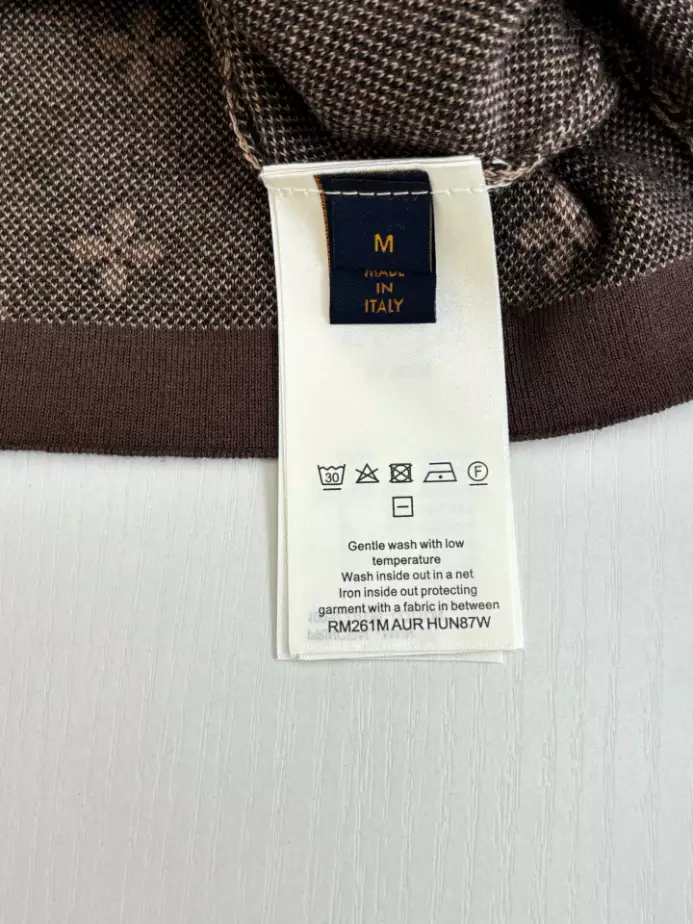 M
MADE
IN
ITALY
30
F
Gentle wash with low
temperature
Wash inside out in a net
Iron inside out protecting
garment with a fabric in between
RM261M AUR HUN87W